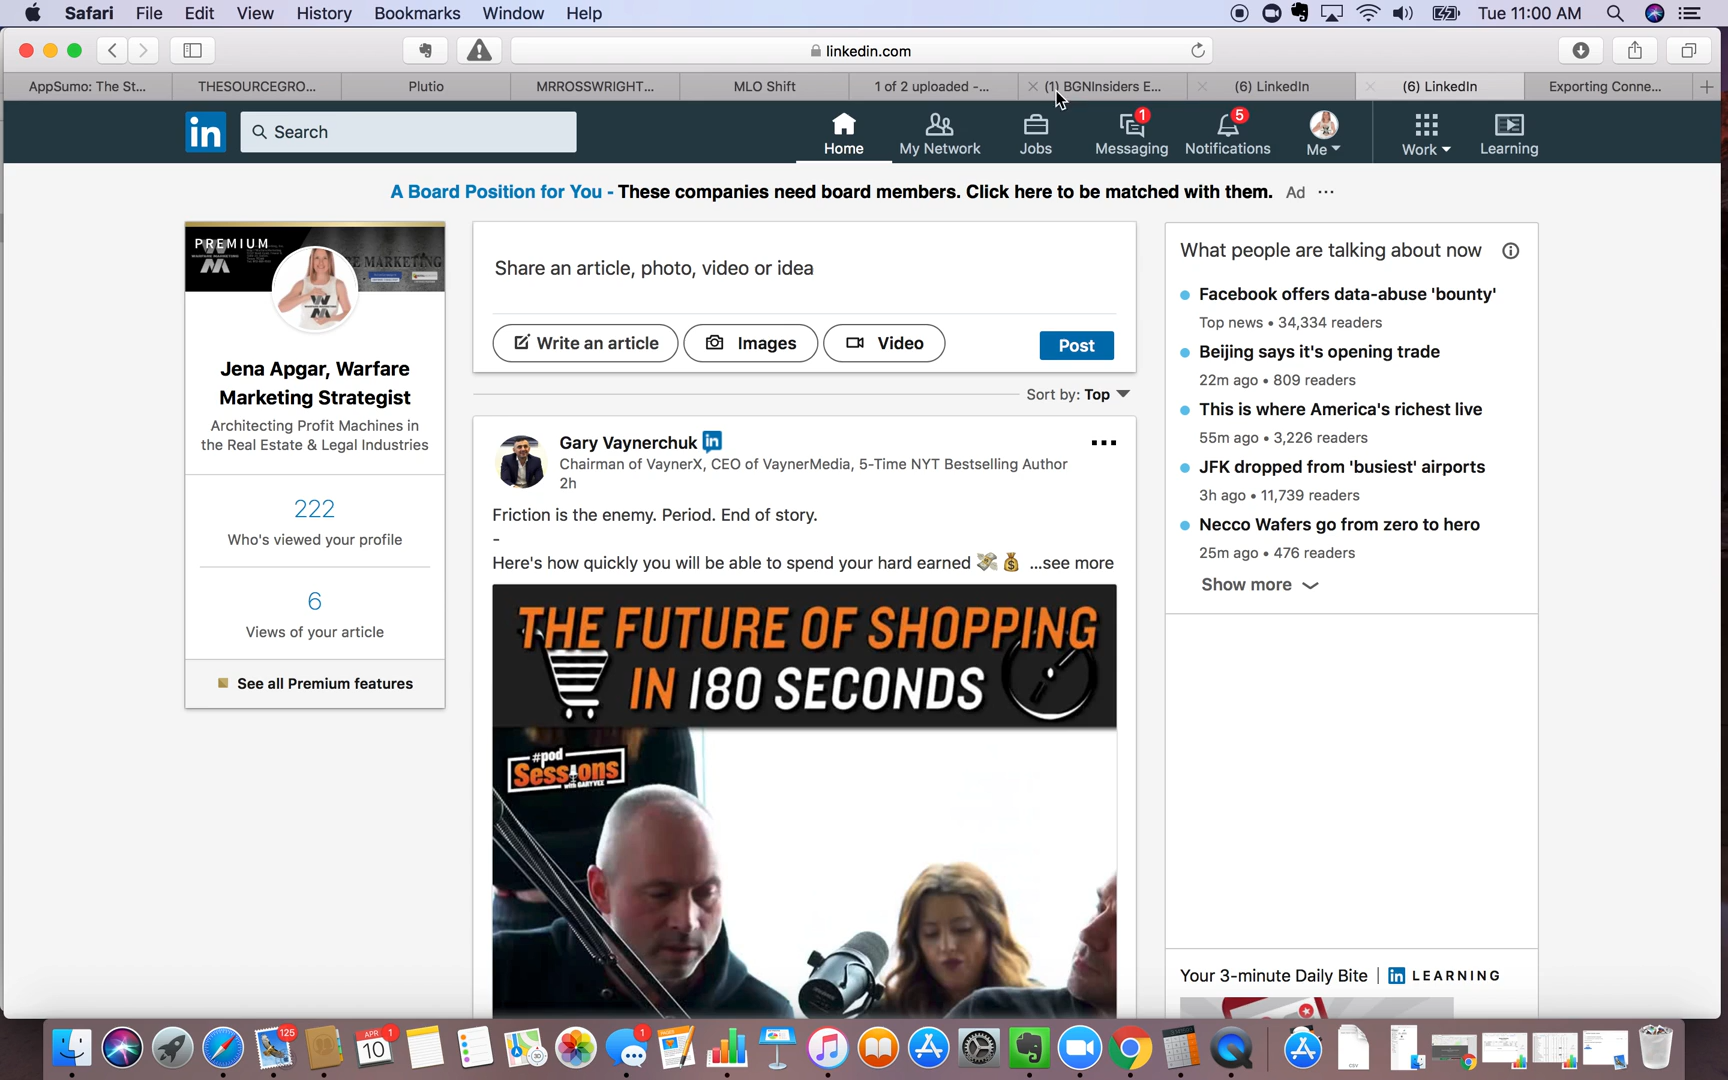 Safari File Edit View History Bookmarks Window Help Tue 11:00 AM
linkedin.com
AppSumo: The St... THESOURCEGRO... Plutio MRROSSWRIGHT... MLO Shift 1 of 2 uploaded -... (1) BGNInsiders E... (6) LinkedIn (6) LinkedIn Exporting Conne...
in Search Home My Network Jobs 1 Messaging 5 Notifications Me Work Learning
A Board Position for You - These companies need board members. Click here to be matched with them. Ad ...
PREMIUM
Jena Apgar, Warfare
Marketing Strategist
Architecting Profit Machines in
the Real Estate & Legal Industries
222
Who's viewed your profile
6
Views of your article
See all Premium features
Share an article, photo, video or idea
Write an article Images Video Post
Sort by: Top
Gary Vaynerchuk in
Chairman of VaynerX, CEO of VaynerMedia, 5-Time NYT Bestselling Author
2h
Friction is the enemy. Period. End of story.
-
Here's how quickly you will be able to spend your hard earned 💸 💰 ...see more
THE FUTURE OF SHOPPING
IN 180 SECONDS
#pod
Sessions
WITH GARYVEE
What people are talking about now
Facebook offers data-abuse 'bounty'
Top news • 34,334 readers
Beijing says it's opening trade
22m ago • 809 readers
This is where America's richest live
55m ago • 3,226 readers
JFK dropped from 'busiest' airports
3h ago • 11,739 readers
Necco Wafers go from zero to hero
25m ago • 476 readers
Show more
Your 3-minute Daily Bite | in LEARNING
125 APR 10 1 1